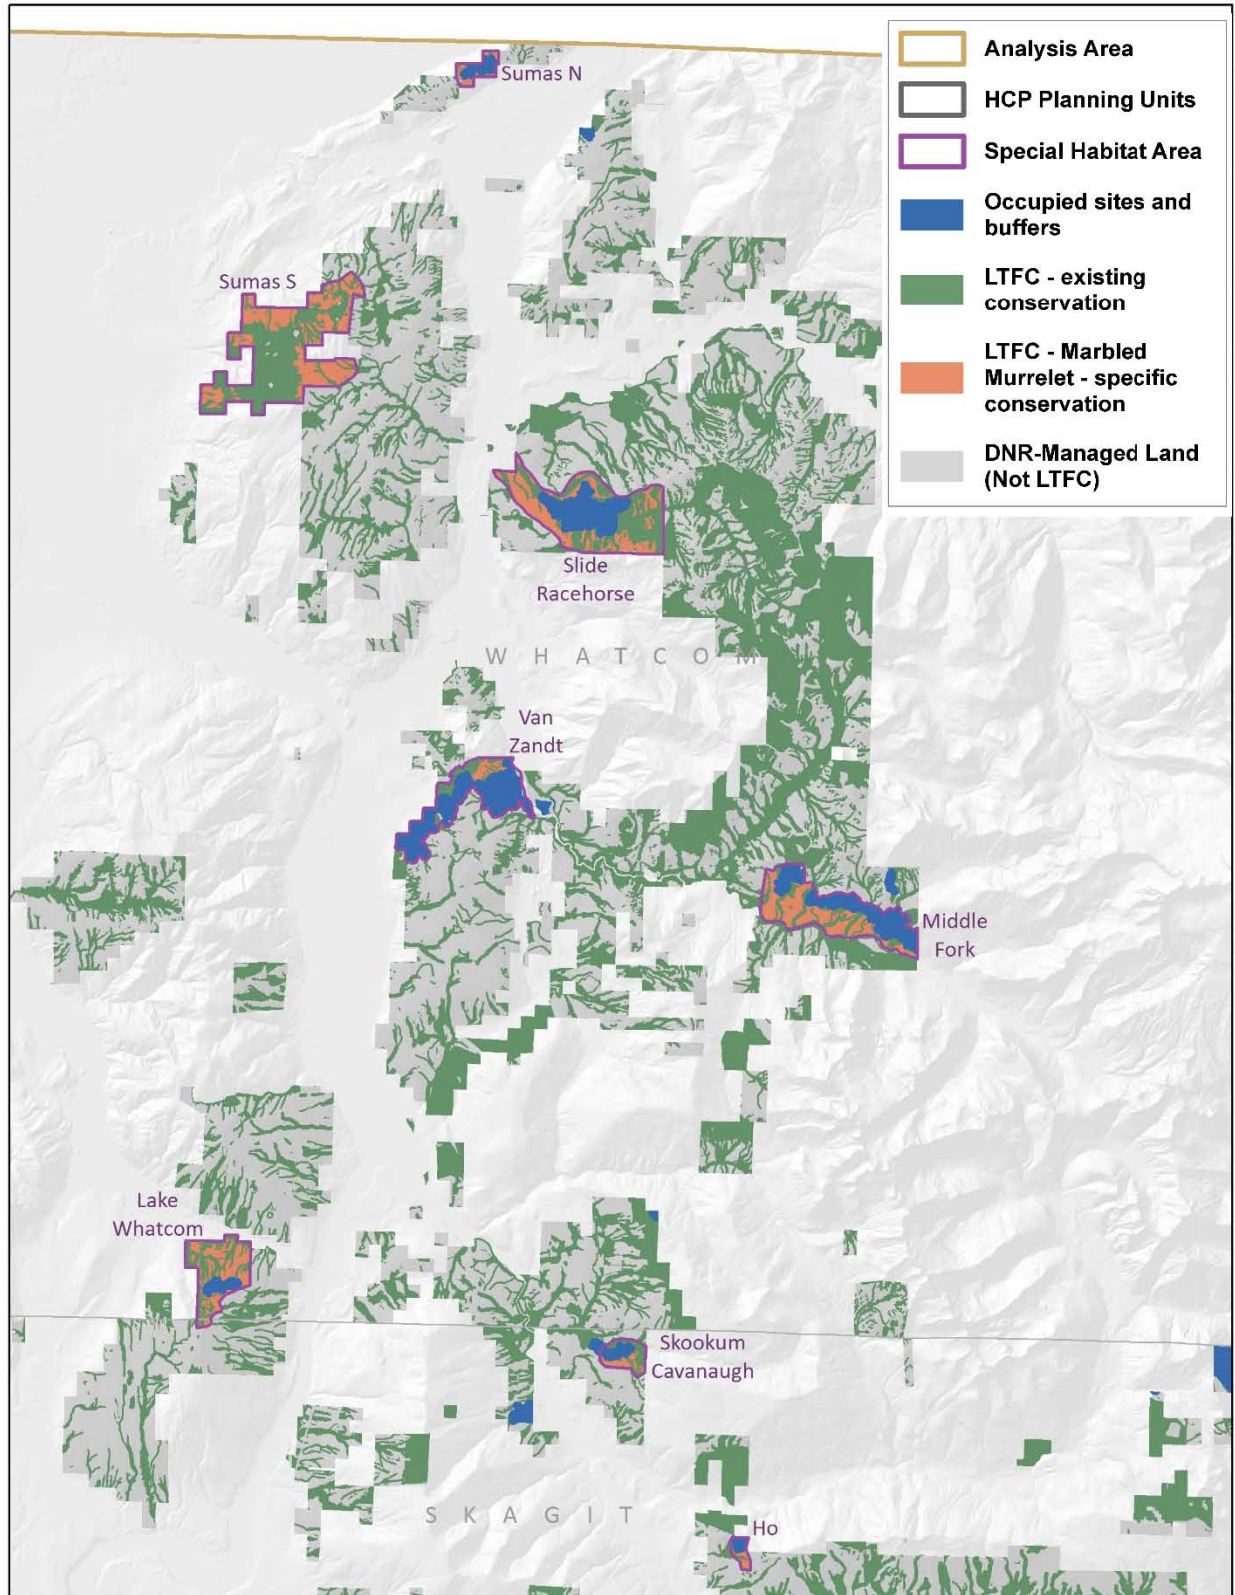 Analysis Area
HCP Planning Units
Special Habitat Area
Occupied sites and
buffers
LTFC - existing
conservation
LTFC - Marbled
Murrelet - specific
conservation
DNR-Managed Land
(Not LTFC)
Sumas N
Sumas S
Slide
Racehorse
WHATCOM
Van
Zandt
Middle
Fork
Lake
Whatcom
Skookum
Cavanaugh
SKAGIT
Ho